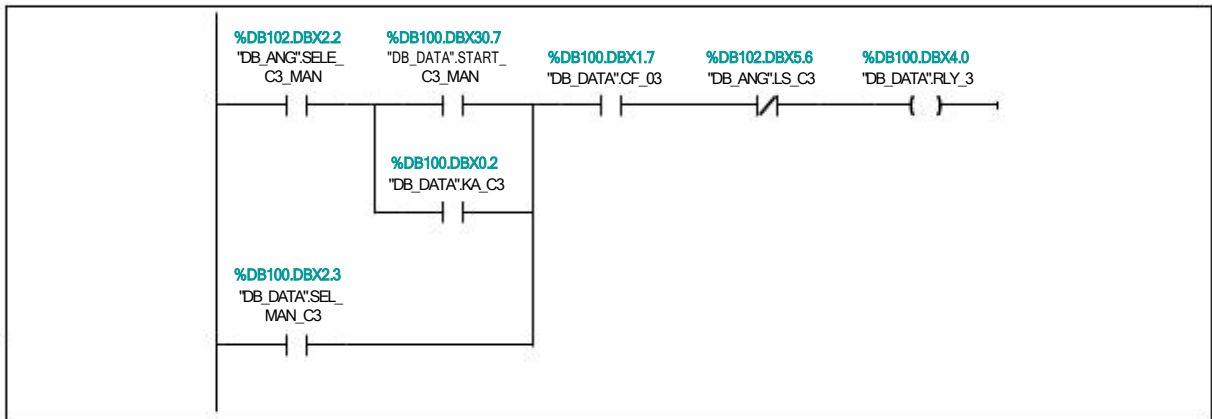 %DB102.DBX2.2
"DB_ANG".SELE_
C3_MAN
%DB100.DBX30.7
"DB_DATA".START_
C3_MAN
%DB100.DBX1.7
"DB_DATA".CF_03
%DB102.DBX5.6
"DB_ANG".LS_C3
%DB100.DBX4.0
"DB_DATA".RLY_3
%DB100.DBX0.2
"DB_DATA".KA_C3
%DB100.DBX2.3
"DB_DATA".SEL_
MAN_C3